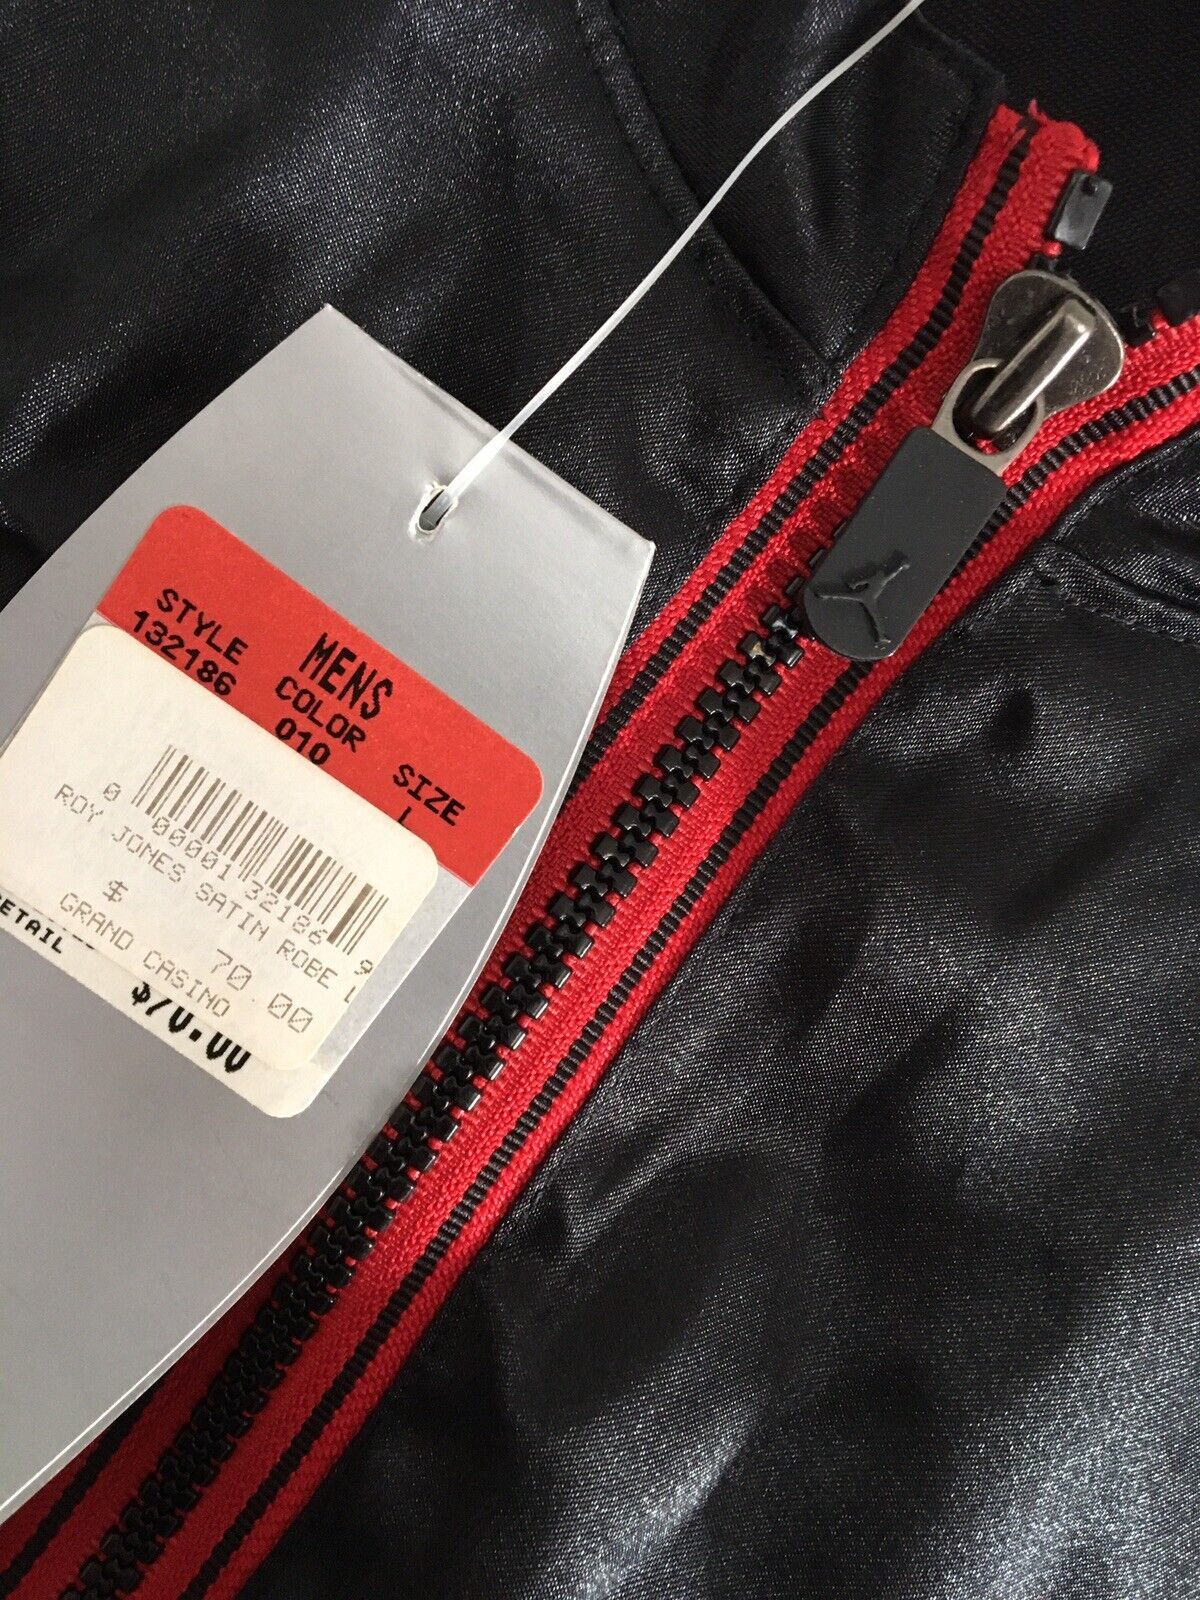 MENS
STYLE COLOR SIZE
132186 010 L
0 00001 32186 9
ROY JONES SATIN ROBE L
$ 70.00
GRAND CASINO
RETAIL
$70.00